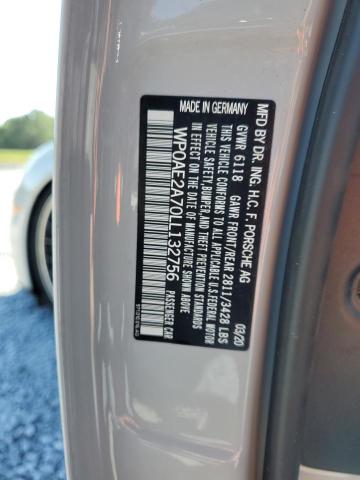 MFD BY DR. ING. H.C. F. PORSCHE AG
03/20
GVWR 6118 GAWR FRONT/REAR 2811/3428 LBS
THIS VEHICLE CONFORMS TO ALL APPLICABLE U.S.FEDERAL MOTOR
VEHICLE SAFETY,BUMPER,AND THEFT PREVENTION STANDARDS
IN EFFECT ON THE DATE OF MANUFACTURE SHOWN ABOVE
WP0AE2A70LL132756 PASSENGER CAR
MADE IN GERMANY